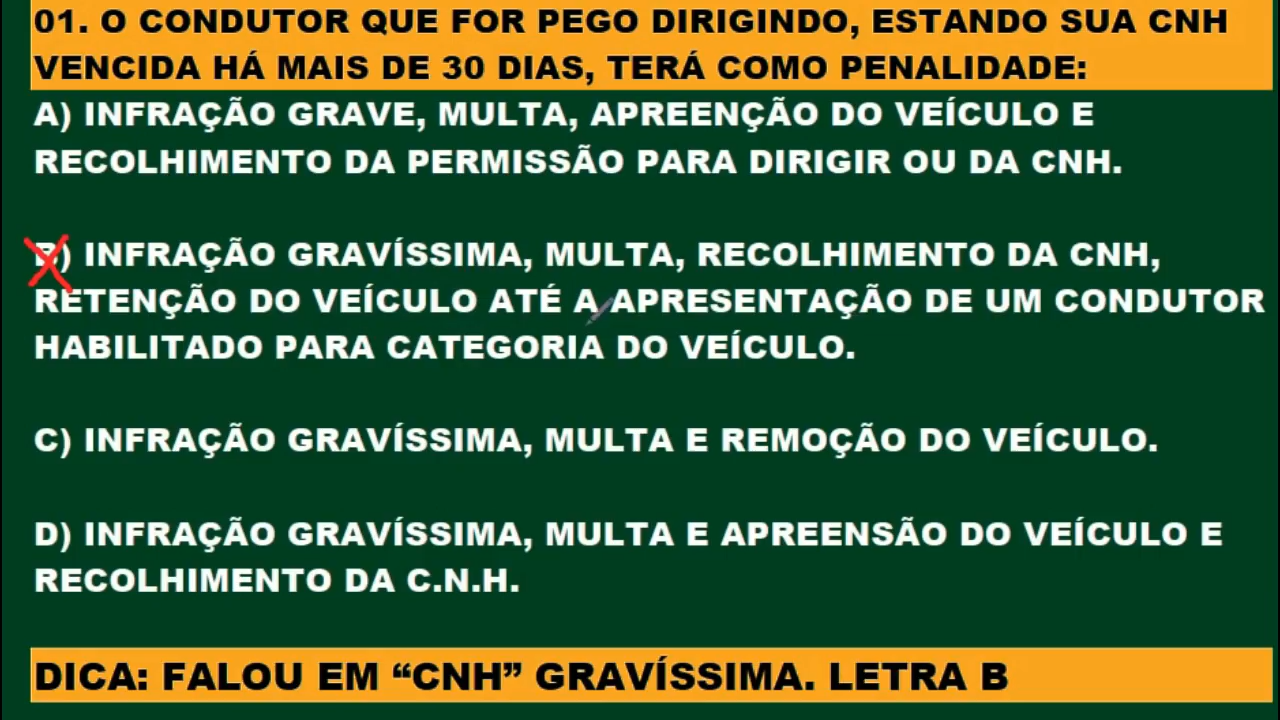 01. O CONDUTOR QUE FOR PEGO DIRIGINDO, ESTANDO SUA CNH
VENCIDA HÁ MAIS DE 30 DIAS, TERÁ COMO PENALIDADE:
A) INFRAÇÃO GRAVE, MULTA, APREENÇÃO DO VEÍCULO E
RECOLHIMENTO DA PERMISSÃO PARA DIRIGIR OU DA CNH.
B) INFRAÇÃO GRAVÍSSIMA, MULTA, RECOLHIMENTO DA CNH,
RETENÇÃO DO VEÍCULO ATÉ A APRESENTAÇÃO DE UM CONDUTOR
HABILITADO PARA CATEGORIA DO VEÍCULO.
C) INFRAÇÃO GRAVÍSSIMA, MULTA E REMOÇÃO DO VEÍCULO.
D) INFRAÇÃO GRAVÍSSIMA, MULTA E APREENSÃO DO VEÍCULO E
RECOLHIMENTO DA C.N.H.
DICA: FALOU EM “CNH” GRAVÍSSIMA. LETRA B